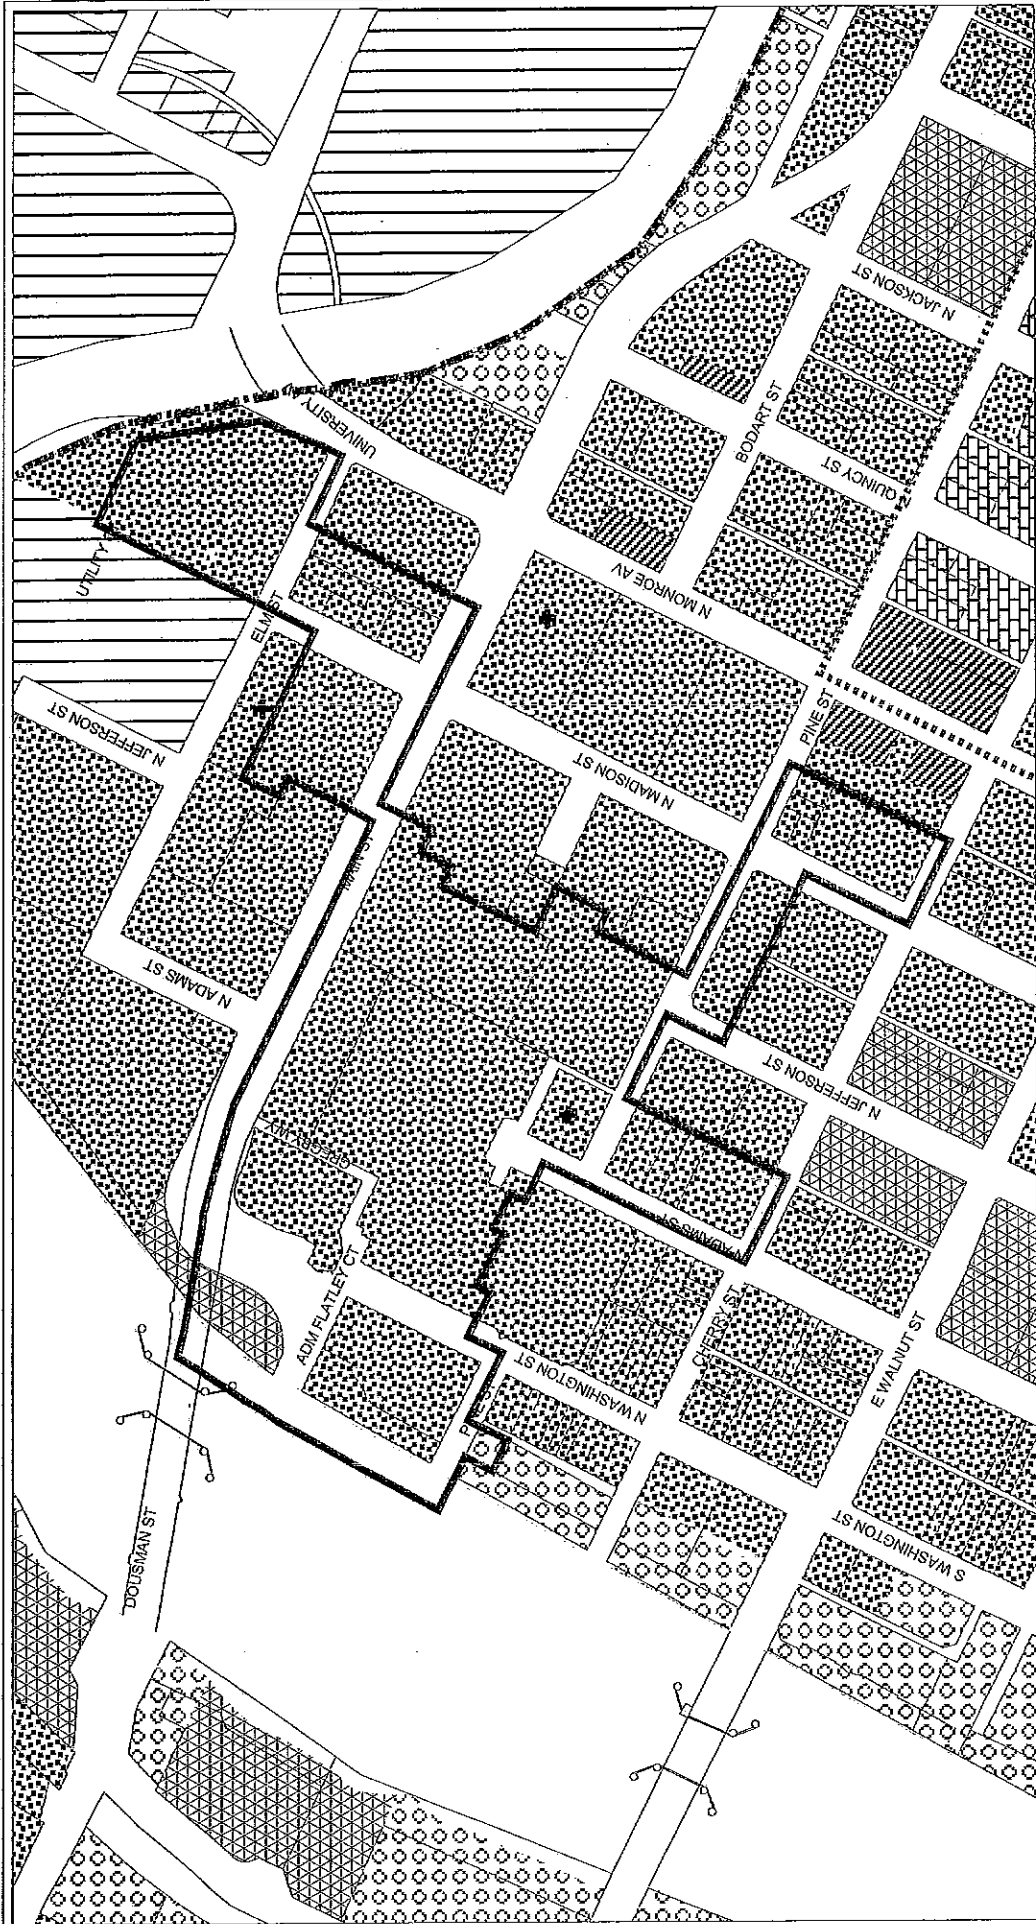 UTILITY
N JEFFERSON ST
ELM ST
UNIVERSITY
N ADAMS ST
MAIN ST
N JACKSON ST
BODART ST
QUINCY ST
N MONROE AV
PINE ST
N MADISON ST
N JEFFERSON ST
GREGBY WY
ADM FLATLEY CT
N ADAMS ST
CHERRY ST
N WASHINGTON ST
E WALNUT ST
S WASHINGTON ST
DOUSMAN ST